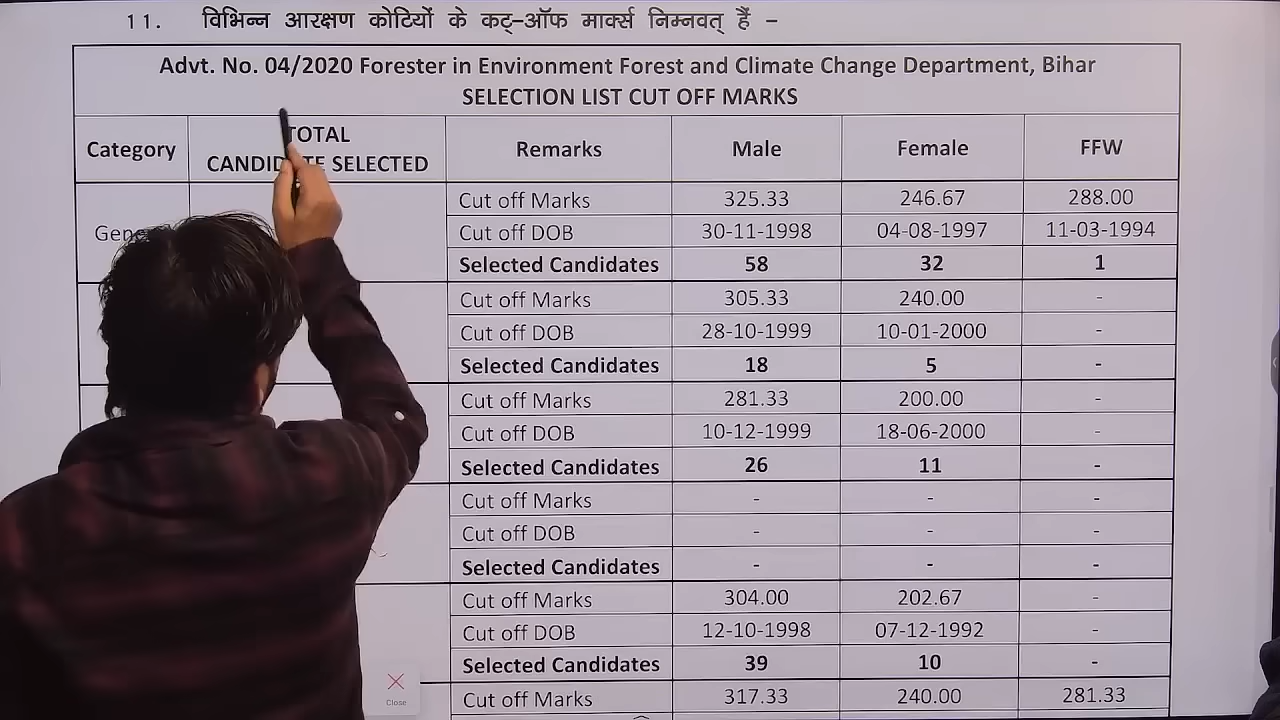 11. विभिन्न आरक्षण कोटियों के कट्-ऑफ मार्क्स निम्नवत् हैं -
Advt. No. 04/2020 Forester in Environment Forest and Climate Change Department, Bihar
SELECTION LIST CUT OFF MARKS
Category TOTAL CANDIDATE SELECTED Remarks Male Female FFW
Cut off Marks 325.33 246.67 288.00
Cut off DOB 30-11-1998 04-08-1997 11-03-1994
Selected Candidates 58 32 1
Cut off Marks 305.33 240.00 -
Cut off DOB 28-10-1999 10-01-2000 -
Selected Candidates 18 5 -
Cut off Marks 281.33 200.00 -
Cut off DOB 10-12-1999 18-06-2000 -
Selected Candidates 26 11 -
Cut off Marks - - -
Cut off DOB - - -
Selected Candidates - - -
Cut off Marks 304.00 202.67 -
Cut off DOB 12-10-1998 07-12-1992 -
Selected Candidates 39 10 -
Cut off Marks 317.33 240.00 281.33
Close